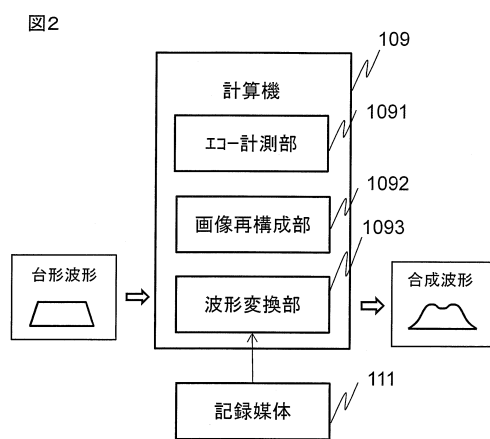 図2
109
計算機
1091
エコー計測部
1092
画像再構成部
1093
台形波形
波形変換部
合成波形
記録媒体
111